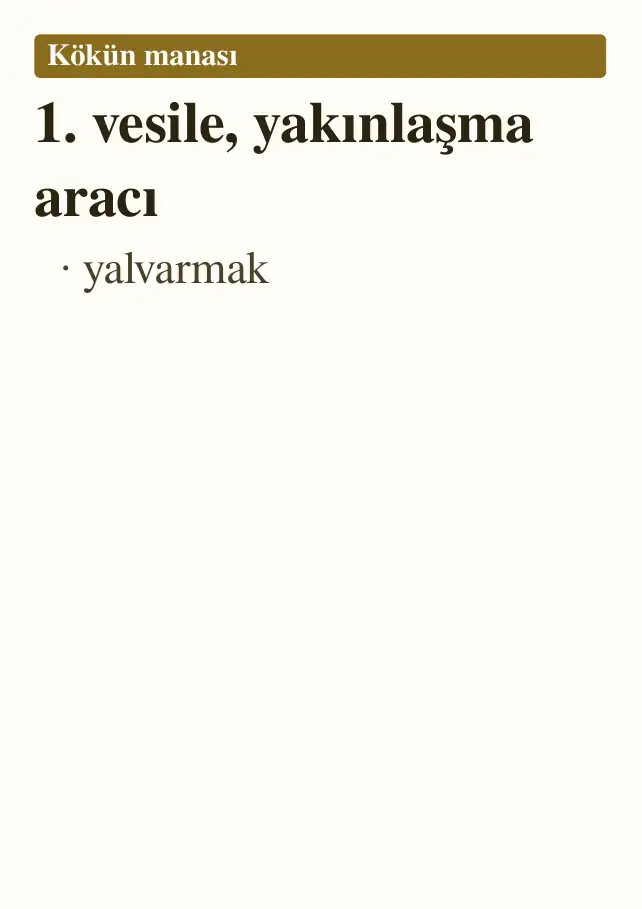 Kökün manası
1. vesile, yakınlaşma
aracı
· yalvarmak